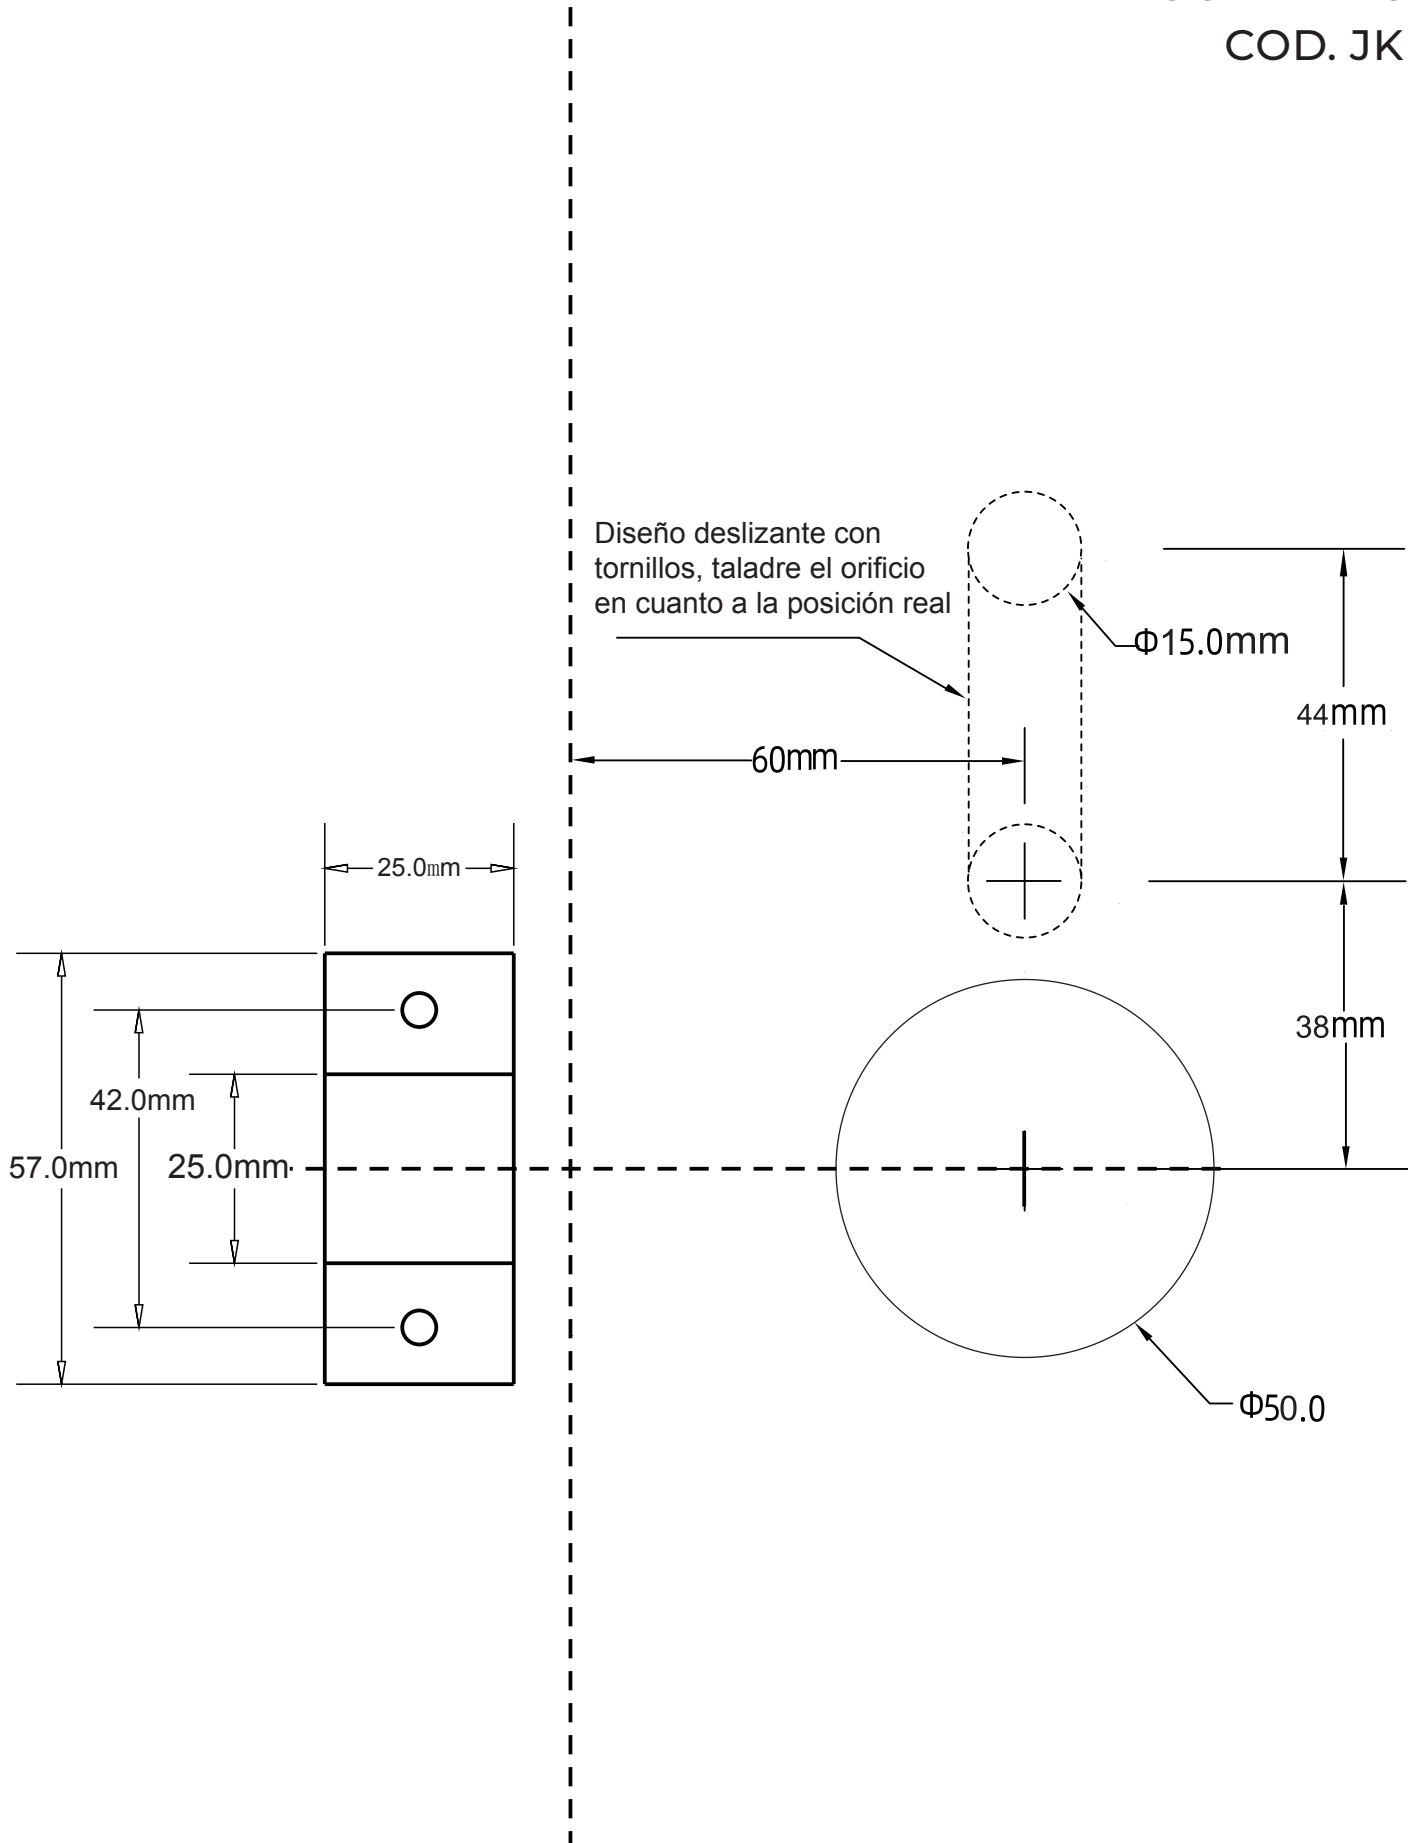 COD. JK
Diseño deslizante con
tornillos, taladre el orificio
en cuanto a la posición real
Φ15.0mm
44mm
60mm
25.0mm
38mm
42.0mm
57.0mm
25.0mm
Φ50.0